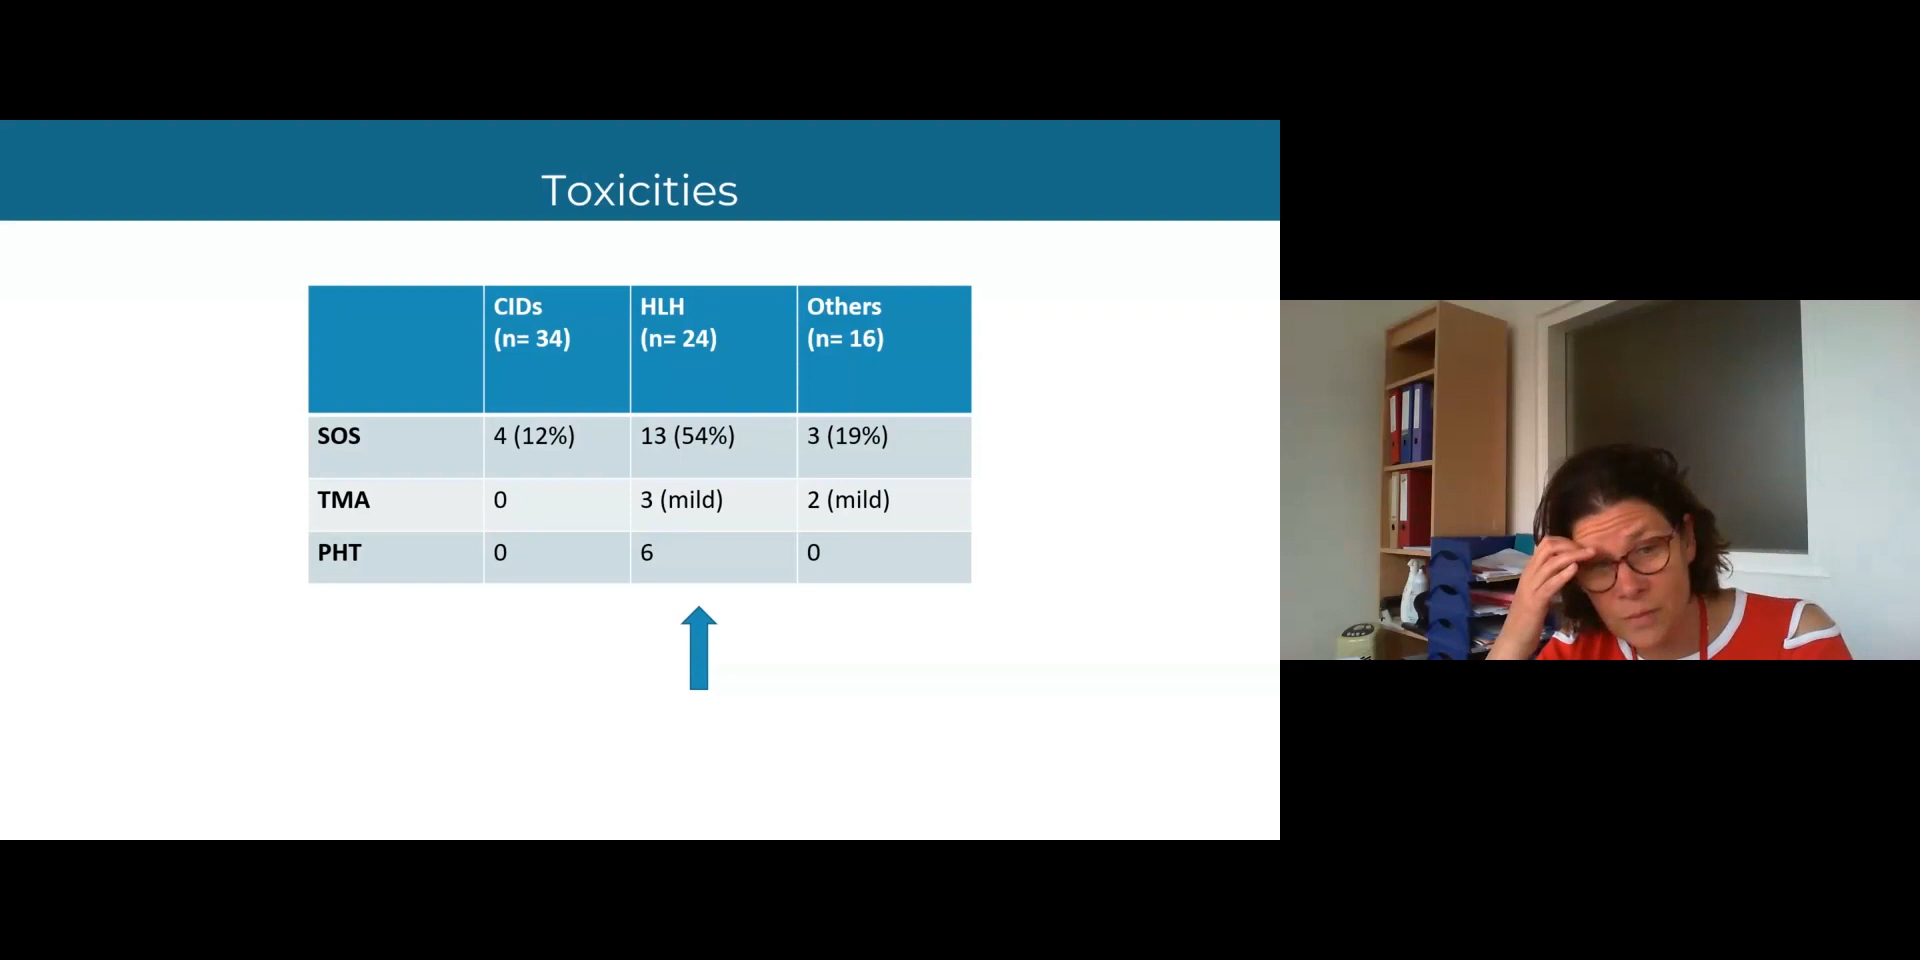 Toxicities
CIDs
(n= 34)
HLH
(n= 24)
Others
(n= 16)
SOS
4 (12%)
13 (54%)
3 (19%)
TMA
0
3 (mild)
2 (mild)
PHT
0
6
0